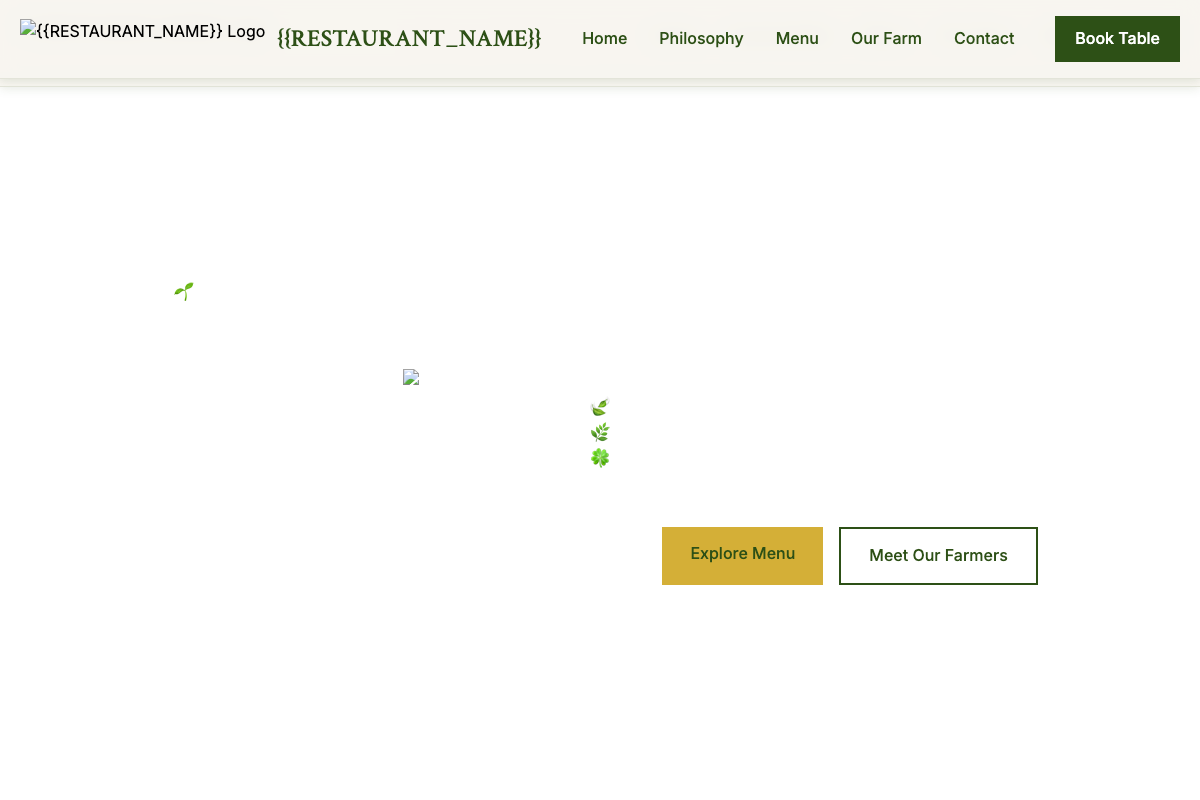 {{RESTAURANT_NAME}} Logo
{{RESTAURANT_NAME}}
Home
Philosophy
Menu
Our Farm
Contact
Book Table
Explore Menu
Meet Our Farmers